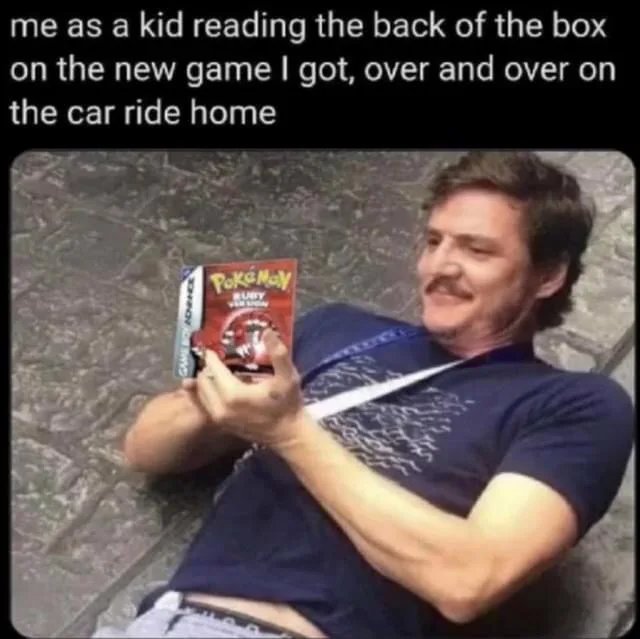 me as a kid reading the back of the box
on the new game I got, over and over on
the car ride home
POKéMON
RUBY
VERSION
GAME BOY ADVANCE